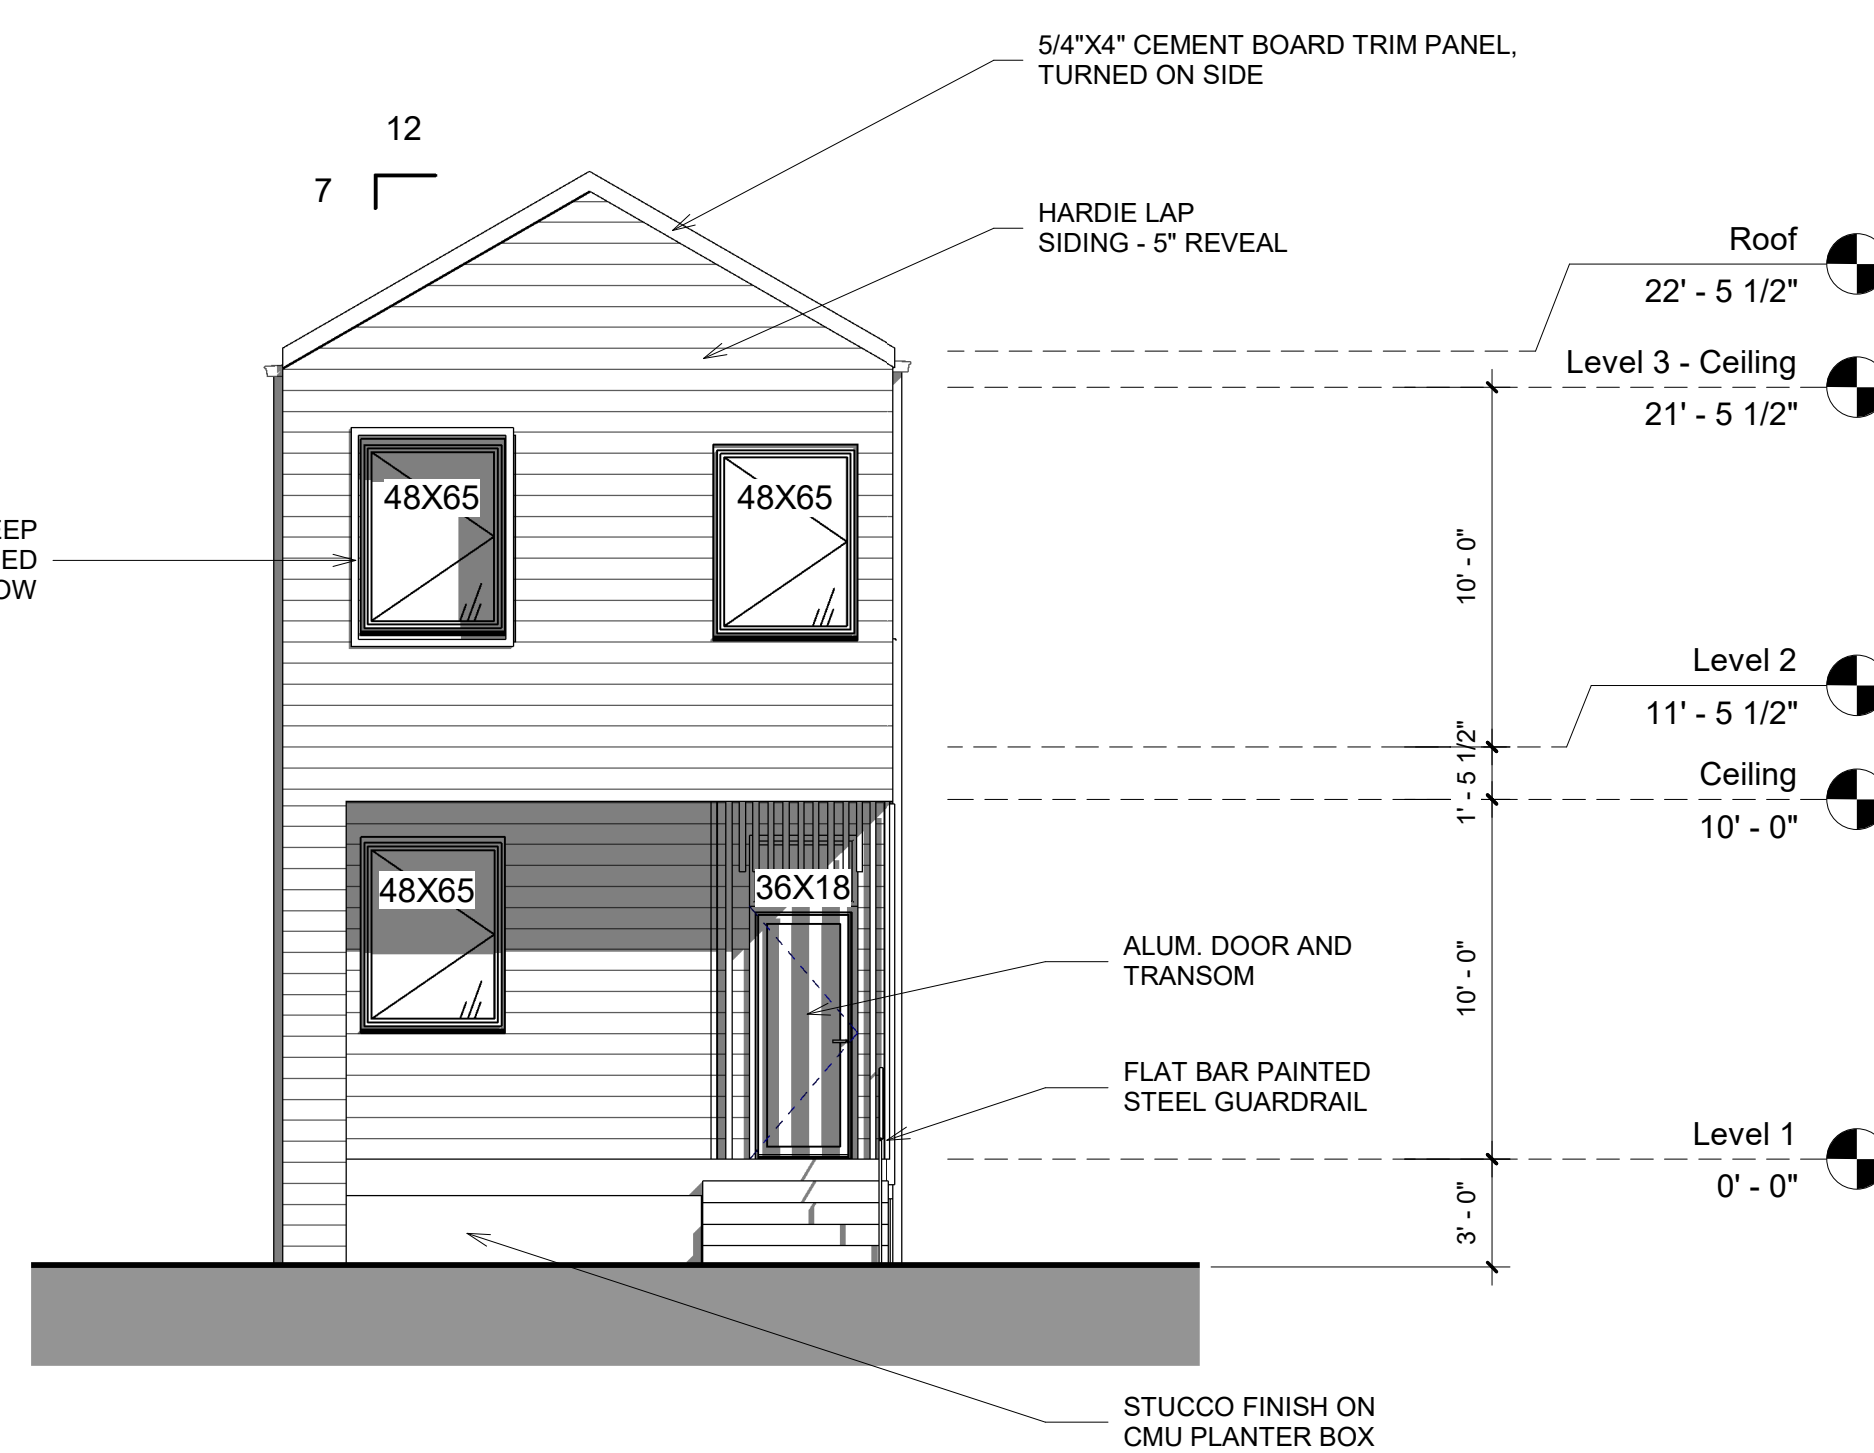 5/4"X4" CEMENT BOARD TRIM PANEL,
TURNED ON SIDE
12
7
HARDIE LAP
SIDING - 5" REVEAL
Roof
22' - 5 1/2"
Level 3 - Ceiling
21' - 5 1/2"
48X65
48X65
10' - 0"
Level 2
11' - 5 1/2"
1' - 5 1/2"
Ceiling
10' - 0"
48X65
36X18
ALUM. DOOR AND
TRANSOM
10' - 0"
FLAT BAR PAINTED
STEEL GUARDRAIL
Level 1
0' - 0"
3' - 0"
STUCCO FINISH ON
CMU PLANTER BOX